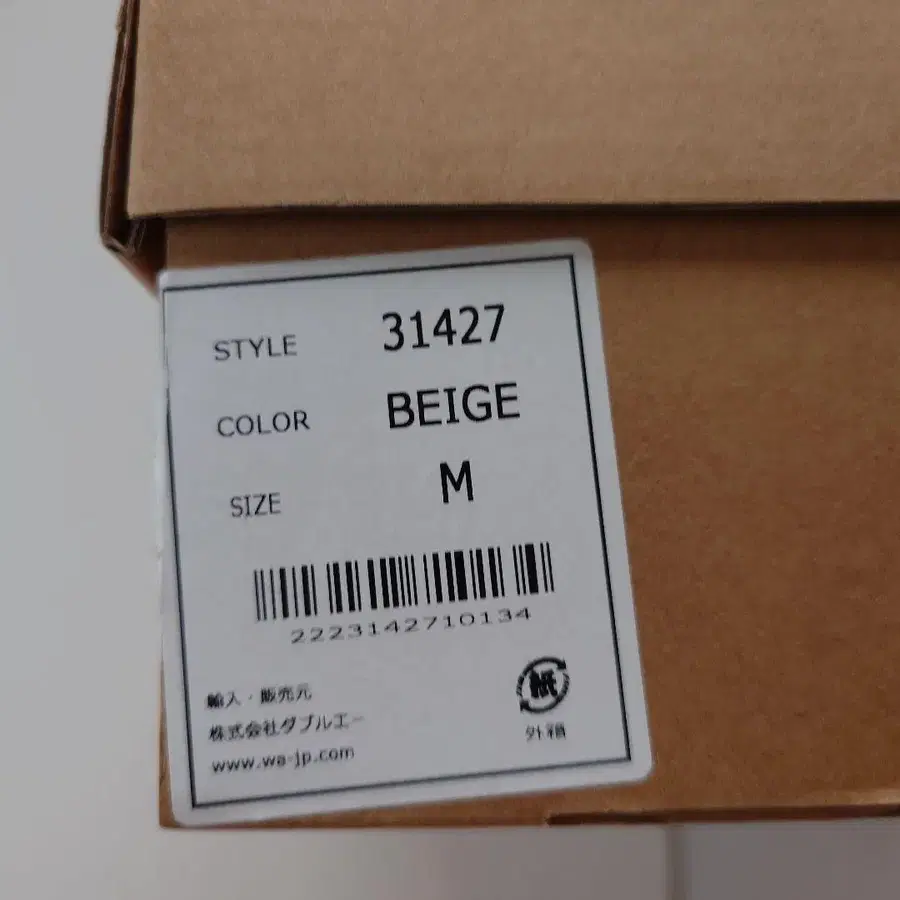 STYLE 31427
COLOR BEIGE
SIZE M
2223142710134
輸入・販売元
株式会社ダブルエー
www.wa-jp.com
紙
外箱